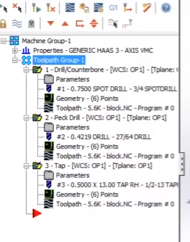 G1
Machine Group-1
Properties - GENERIC HAAS 3 - AXIS VMC
Toolpath Group-1
1 - Drill/Counterbore - [WCS: OP1] - [Tplane:
Parameters
#1 - 0.7500 SPOT DRILL - 3/4 SPOTDRILL
Geometry - (6) Points
Toolpath - 5.6K - block.NC - Program # 0
2 - Peck Drill - [WCS: OP1] - [Tplane: OP1]
Parameters
#2 - 0.4219 DRILL - 27/64 DRILL
Geometry - (6) Points
Toolpath - 5.6K - block.NC - Program # 0
3 - Tap - [WCS: OP1] - [Tplane: OP1]
Parameters
#3 - 0.5000 X 13.00 TAP RH - 1/2-13 TAP
Geometry - (6) Points
Toolpath - 5.6K - block.NC - Program # 0